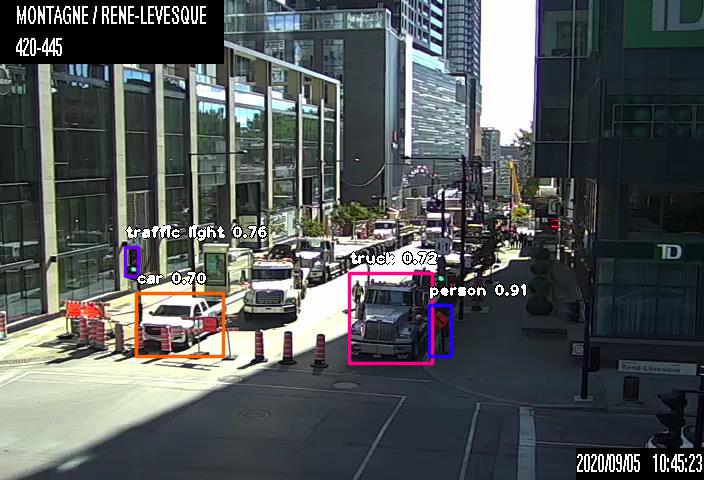 MONTAGNE / RENE-LEVESQUE
420-445
TD
traffic light 0.76
car 0.70
truck 0.72
person 0.91
TD
René-Lévesque
2020/09/05 10:45:23